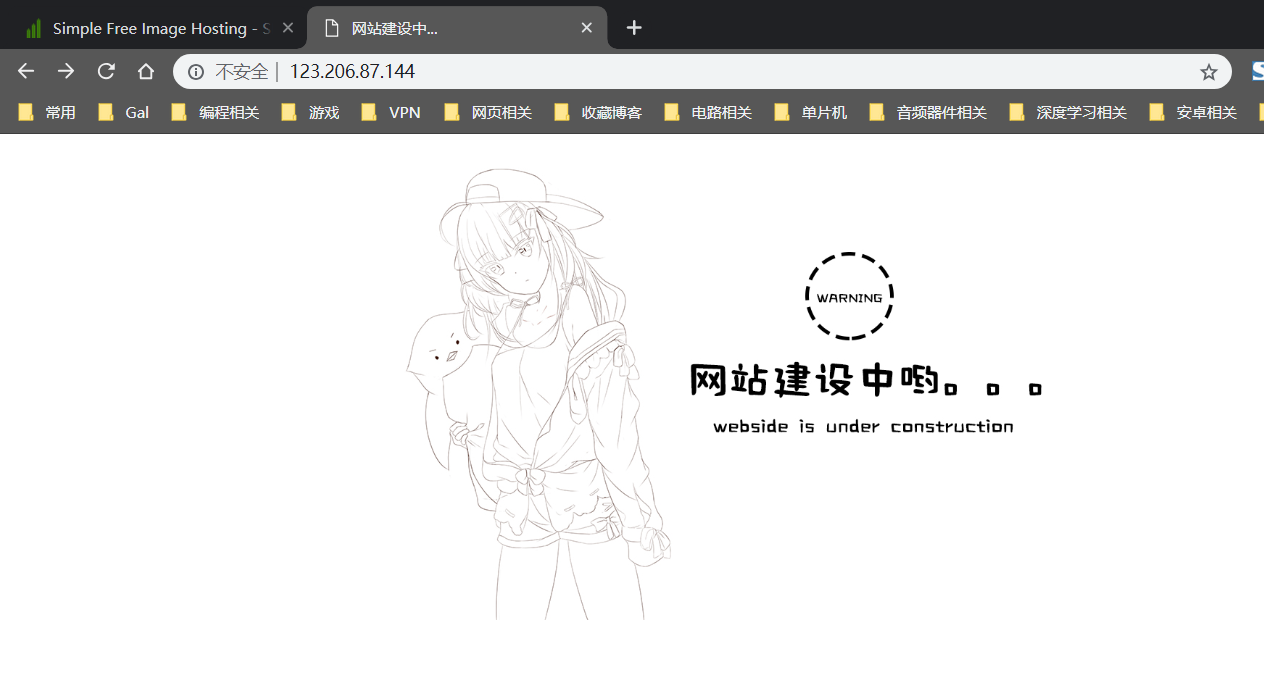 Simple Free Image Hosting - S
网站建设中...
不安全 | 123.206.87.144
常用 Gal 编程相关 游戏 VPN 网页相关 收藏博客 电路相关 单片机 音频器件相关 深度学习相关 安卓相关
WARNING
网站建设中哟。。。
webside is under construction